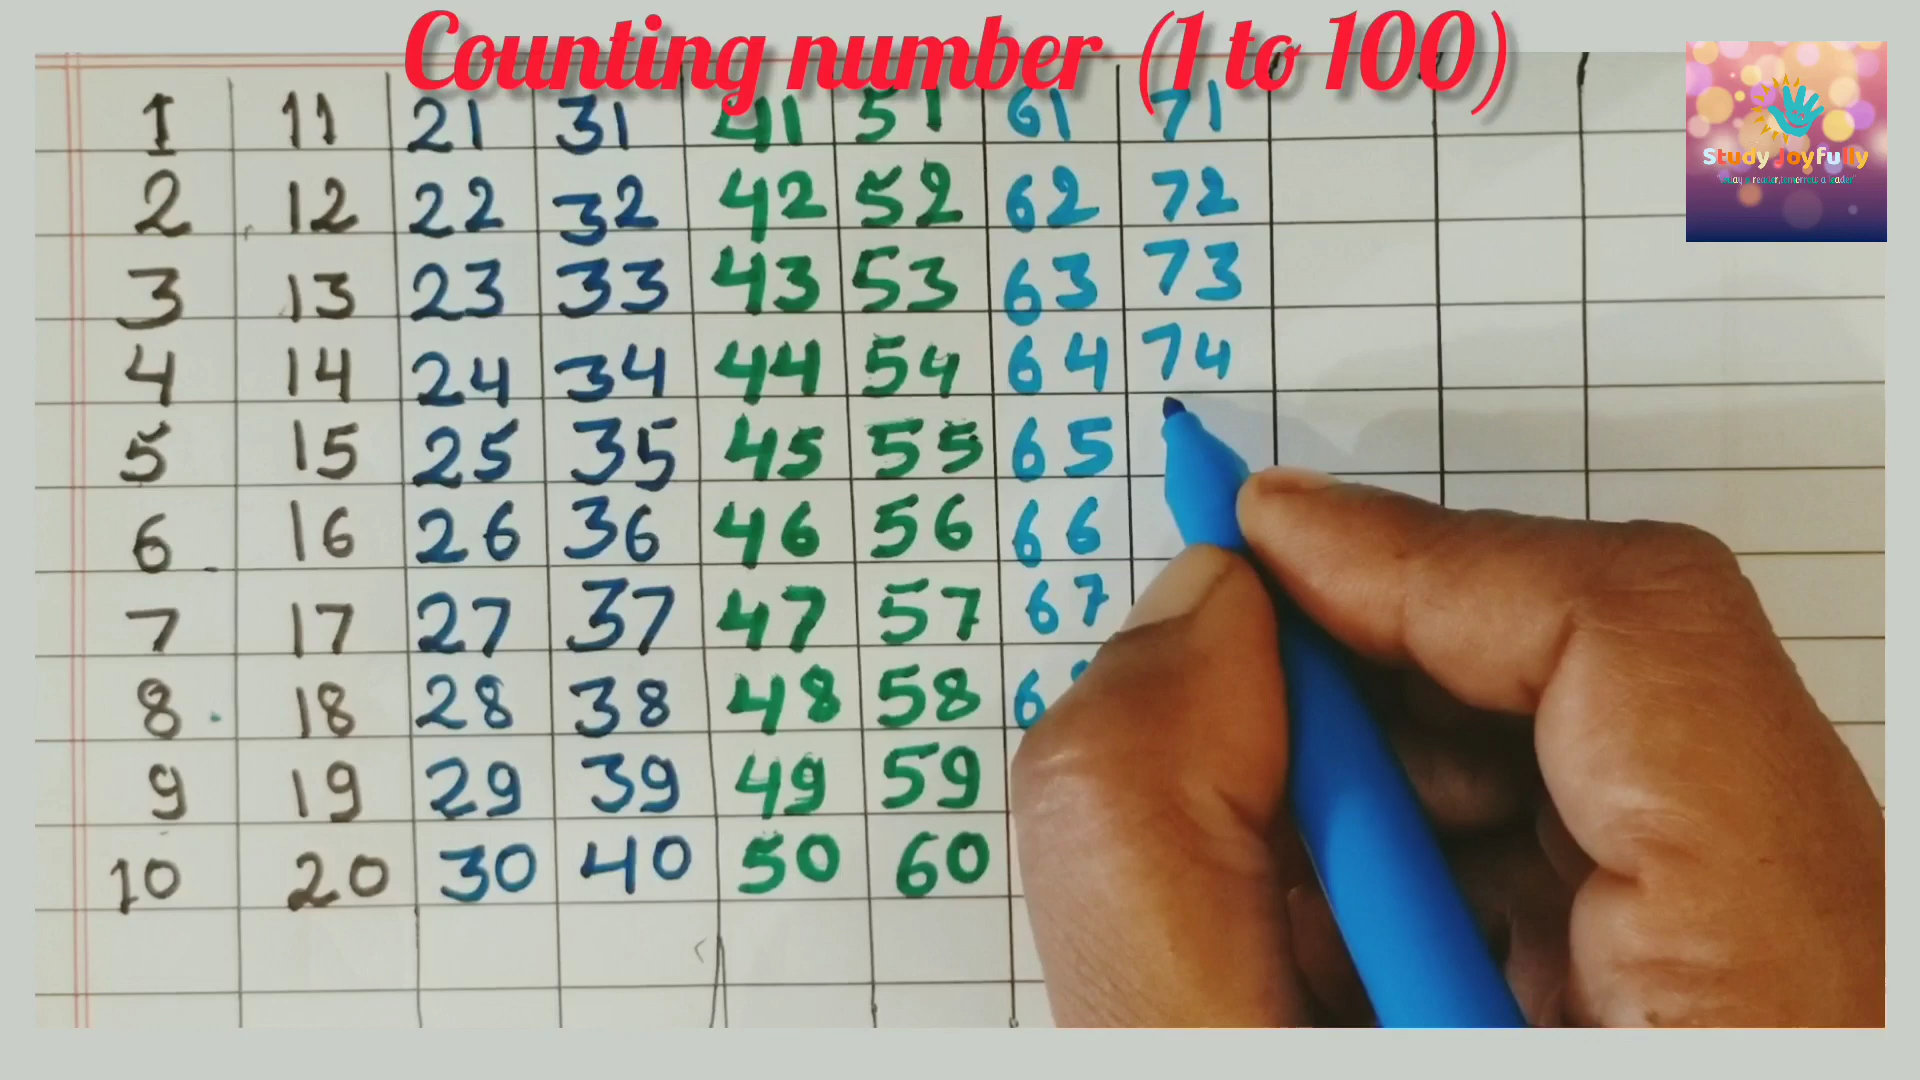 Counting number (1 to 100)
Study Joyfully
1 11 21 31 41 51 61 71
2 12 22 32 42 52 62 72
3 13 23 33 43 53 63 73
4 14 24 34 44 54 64 74
5 15 25 35 45 55 65
6 16 26 36 46 56 66
7 17 27 37 47 57 67
8 18 28 38 48 58 6
9 19 29 39 49 59
10 20 30 40 50 60